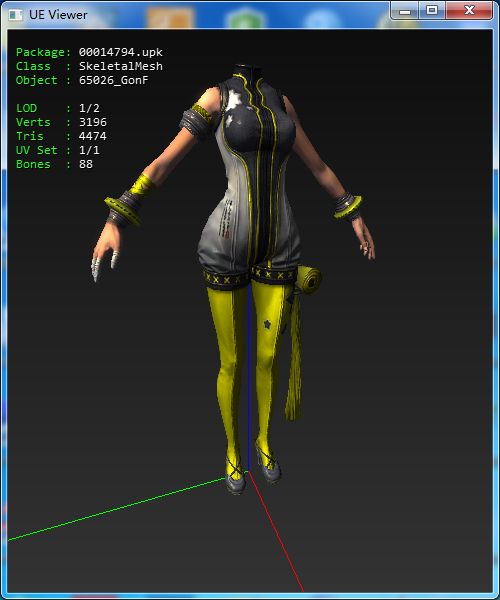 UE Viewer
Package: 00014794.upk
Class : SkeletalMesh
Object : 65026_GonF
LOD : 1/2
Verts : 3196
Tris : 4474
UV Set : 1/1
Bones : 88